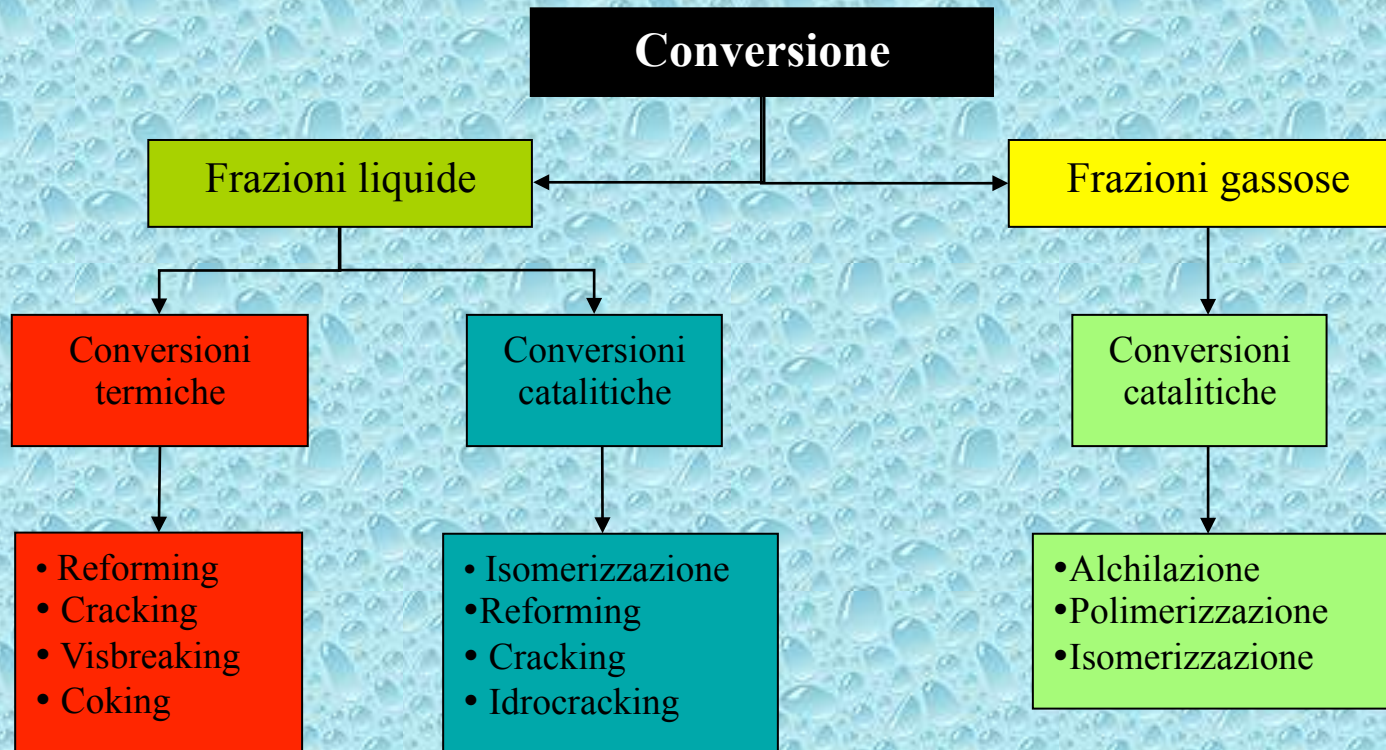 Conversione
Frazioni liquide
Frazioni gassose
Conversioni
termiche
Conversioni
catalitiche
Conversioni
catalitiche
• Reforming
• Cracking
• Visbreaking
• Coking
• Isomerizzazione
•Reforming
• Cracking
• Idrocracking
•Alchilazione
•Polimerizzazione
•Isomerizzazione